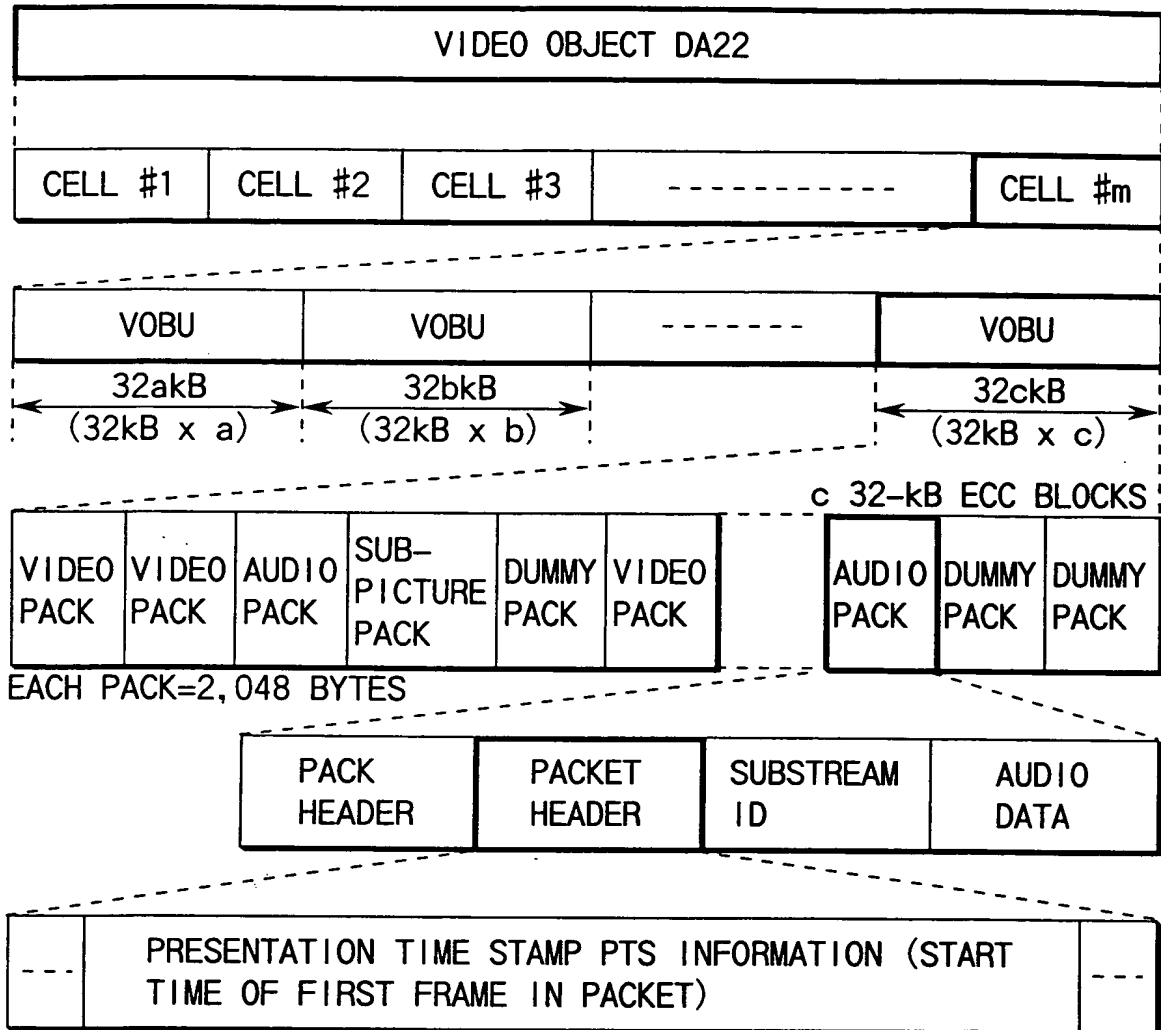 VIDEO OBJECT DA22
CELL #1 CELL #2 CELL #3 ----------- CELL #m
VOBU VOBU ------- VOBU
32akB 32bkB 32ckB
(32kB x a) (32kB x b) (32kB x c)
c 32-kB ECC BLOCKS
VIDEO PACK
VIDEO PACK
AUDIO PACK
SUB-
PICTURE
PACK
DUMMY PACK
VIDEO PACK
AUDIO PACK
DUMMY PACK
DUMMY PACK
EACH PACK=2,048 BYTES
PACK
HEADER
PACKET
HEADER
SUBSTREAM
ID
AUDIO
DATA
--- PRESENTATION TIME STAMP PTS INFORMATION (START
TIME OF FIRST FRAME IN PACKET) ---